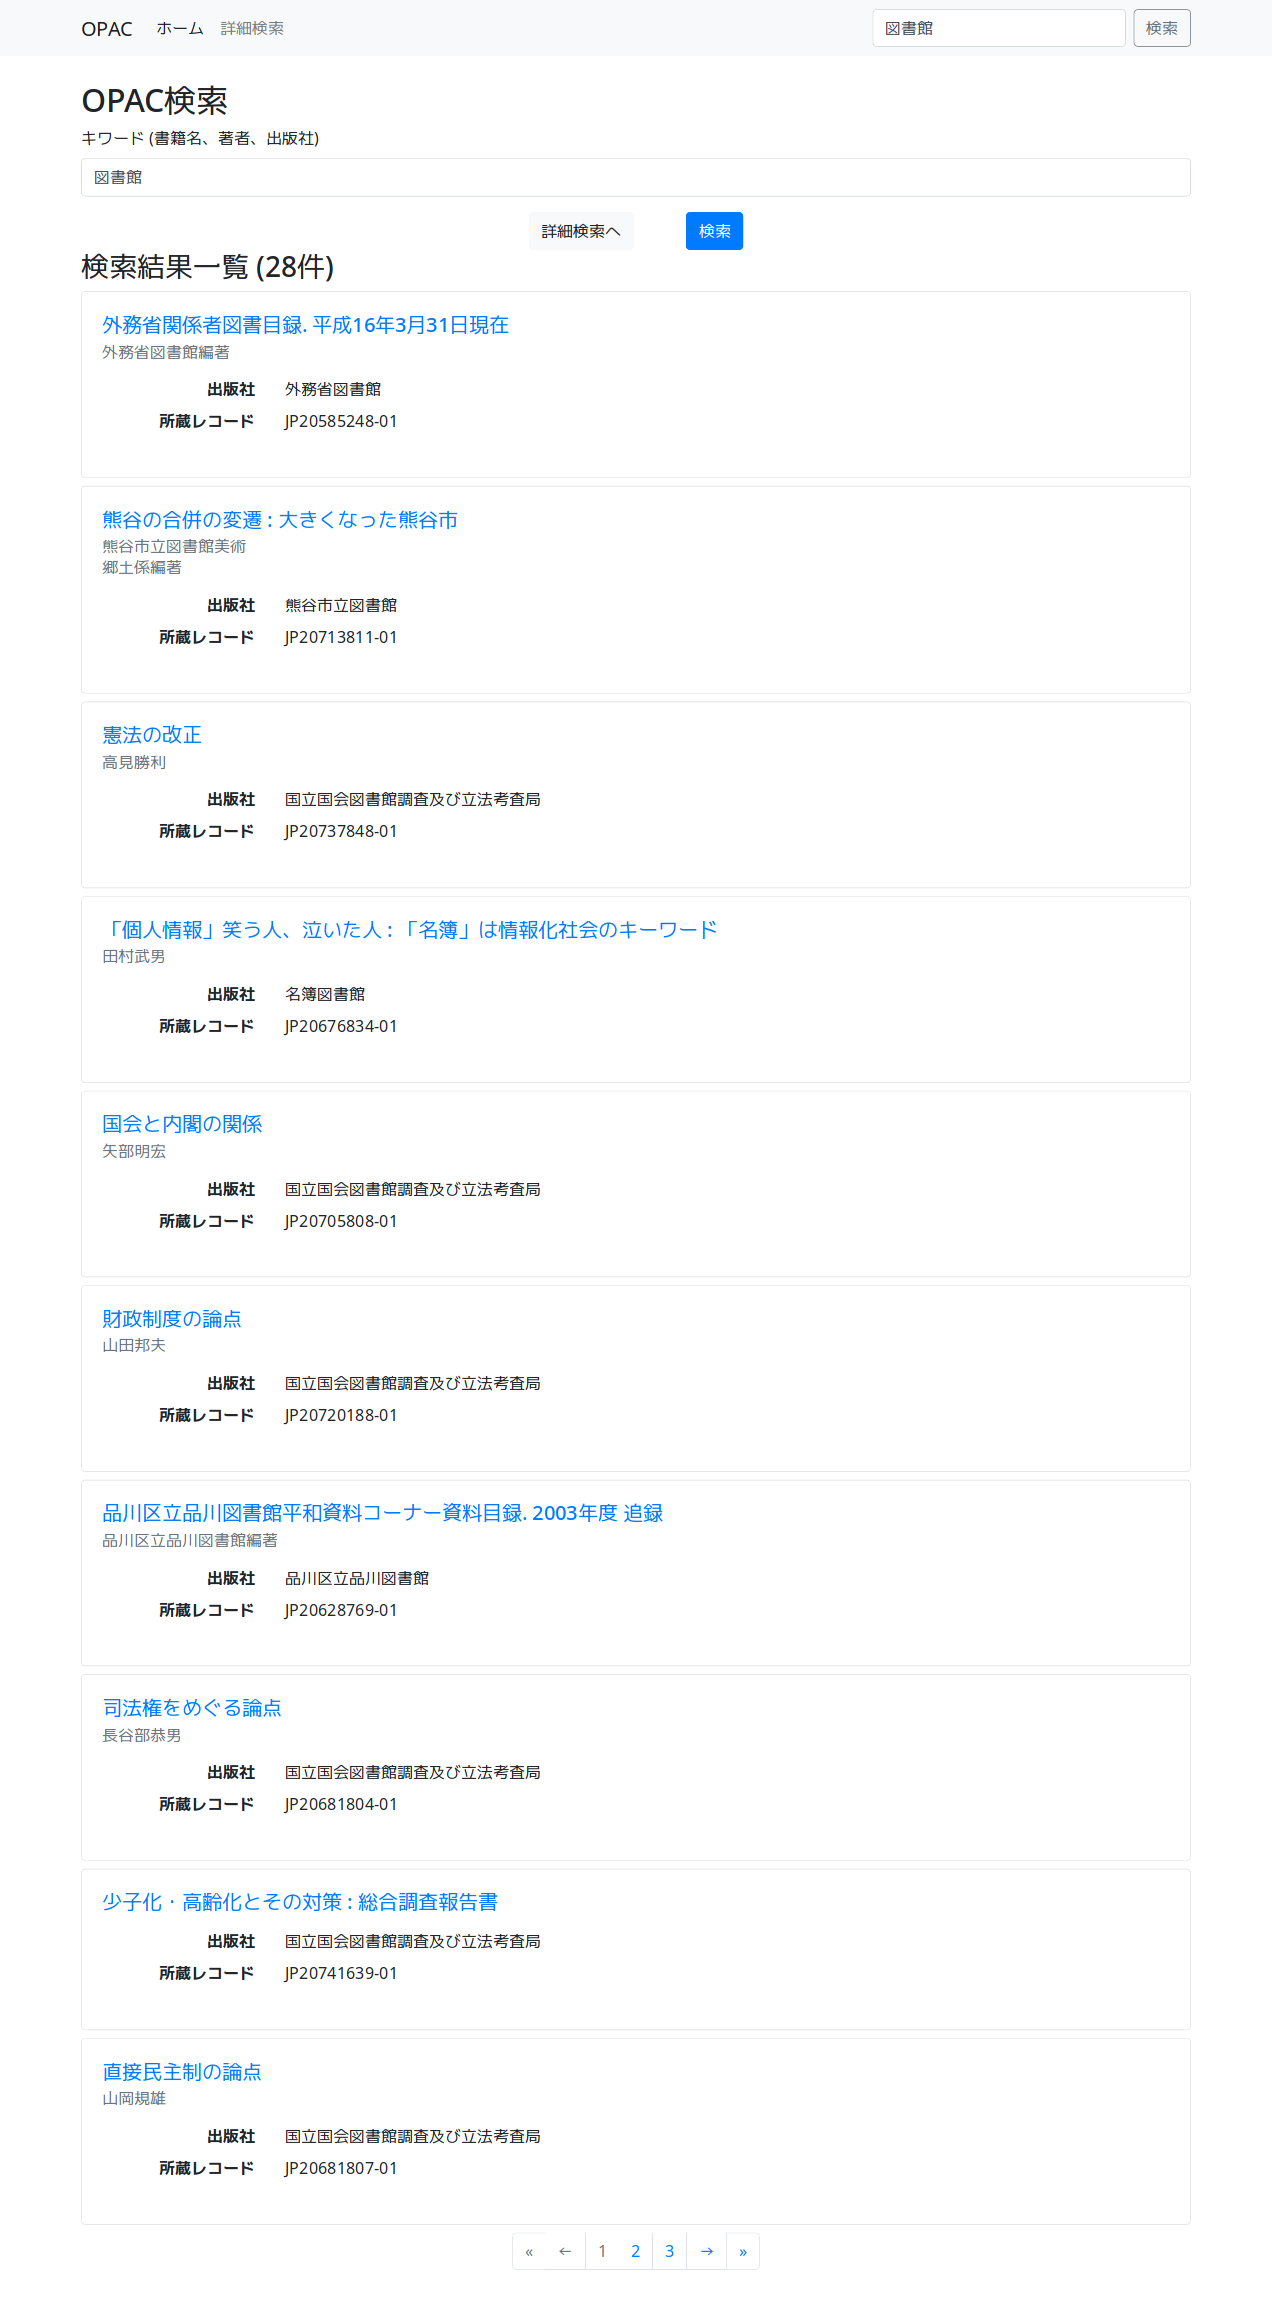 OPAC ホーム 詳細検索 図書館 検索
OPAC検索
キワード (書籍名、著者、出版社)
図書館
詳細検索へ 検索
検索結果一覧 (28件)
外務省関係者図書目録. 平成16年3月31日現在
外務省図書館編著
出版社 外務省図書館
所蔵レコード JP20585248-01
熊谷の合併の変遷 : 大きくなった熊谷市
熊谷市立図書館美術
郷土係編著
出版社 熊谷市立図書館
所蔵レコード JP20713811-01
憲法の改正
高見勝利
出版社 国立国会図書館調査及び立法考査局
所蔵レコード JP20737848-01
「個人情報」笑う人、泣いた人 : 「名簿」は情報化社会のキーワード
田村武男
出版社 名簿図書館
所蔵レコード JP20676834-01
国会と内閣の関係
矢部明宏
出版社 国立国会図書館調査及び立法考査局
所蔵レコード JP20705808-01
財政制度の論点
山田邦夫
出版社 国立国会図書館調査及び立法考査局
所蔵レコード JP20720188-01
品川区立品川図書館平和資料コーナー資料目録. 2003年度 追録
品川区立品川図書館編著
出版社 品川区立品川図書館
所蔵レコード JP20628769-01
司法権をめぐる論点
長谷部恭男
出版社 国立国会図書館調査及び立法考査局
所蔵レコード JP20681804-01
少子化・高齢化とその対策 : 総合調査報告書
出版社 国立国会図書館調査及び立法考査局
所蔵レコード JP20741639-01
直接民主制の論点
山岡規雄
出版社 国立国会図書館調査及び立法考査局
所蔵レコード JP20681807-01
« ← 1 2 3 → »